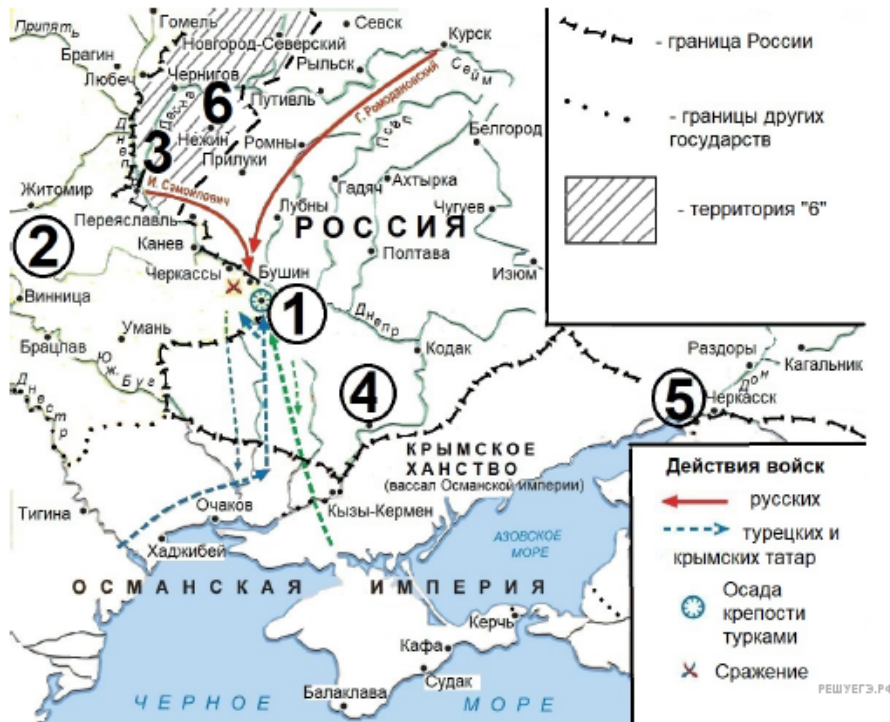 Гомель
Севск
Припять
Новгород-Северский
Курск
Брагин
Рыльск
Сейм
Любеч
Чернигов
Путивль
Г. Ромодановский
Десна
6
Псел
Белгород
Днепр
Нежин
Ромны
3
Прилуки
Житомир
И. Самойлович
Гадяч
Ахтырка
Чугуев
Переяславль
Лубны
2
Канев
РОССИЯ
Полтава
Изюм
Черкассы
Бушин
Винница
1
Умань
Днепр
Брацлав
Кодак
Раздоры
Кагальник
Юж. Буг
Дон
Днестр
4
5
Черкасск
КРЫМСКОЕ
ХАНСТВО
(вассал Османской империи)
Тигина
Очаков
Кызы-Кермен
Хаджибей
АЗОВСКОЕ
МОРЕ
ОСМАНСКАЯ ИМПЕРИЯ
Керчь
Кафа
Судак
Балаклава
ЧЕРНОЕ МОРЕ
- граница России
- границы других
государств
- территория "6"
Действия войск
русских
турецких и
крымских татар
Осада
крепости
турками
Сражение
РЕШУЕГЭ.РФ